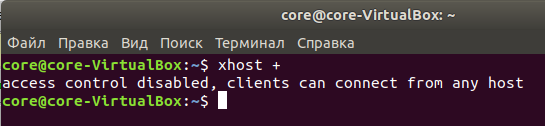 core@core-VirtualBox: ~
Файл Правка Вид Поиск Терминал Справка
core@core-VirtualBox:~$ xhost +
access control disabled, clients can connect from any host
core@core-VirtualBox:~$